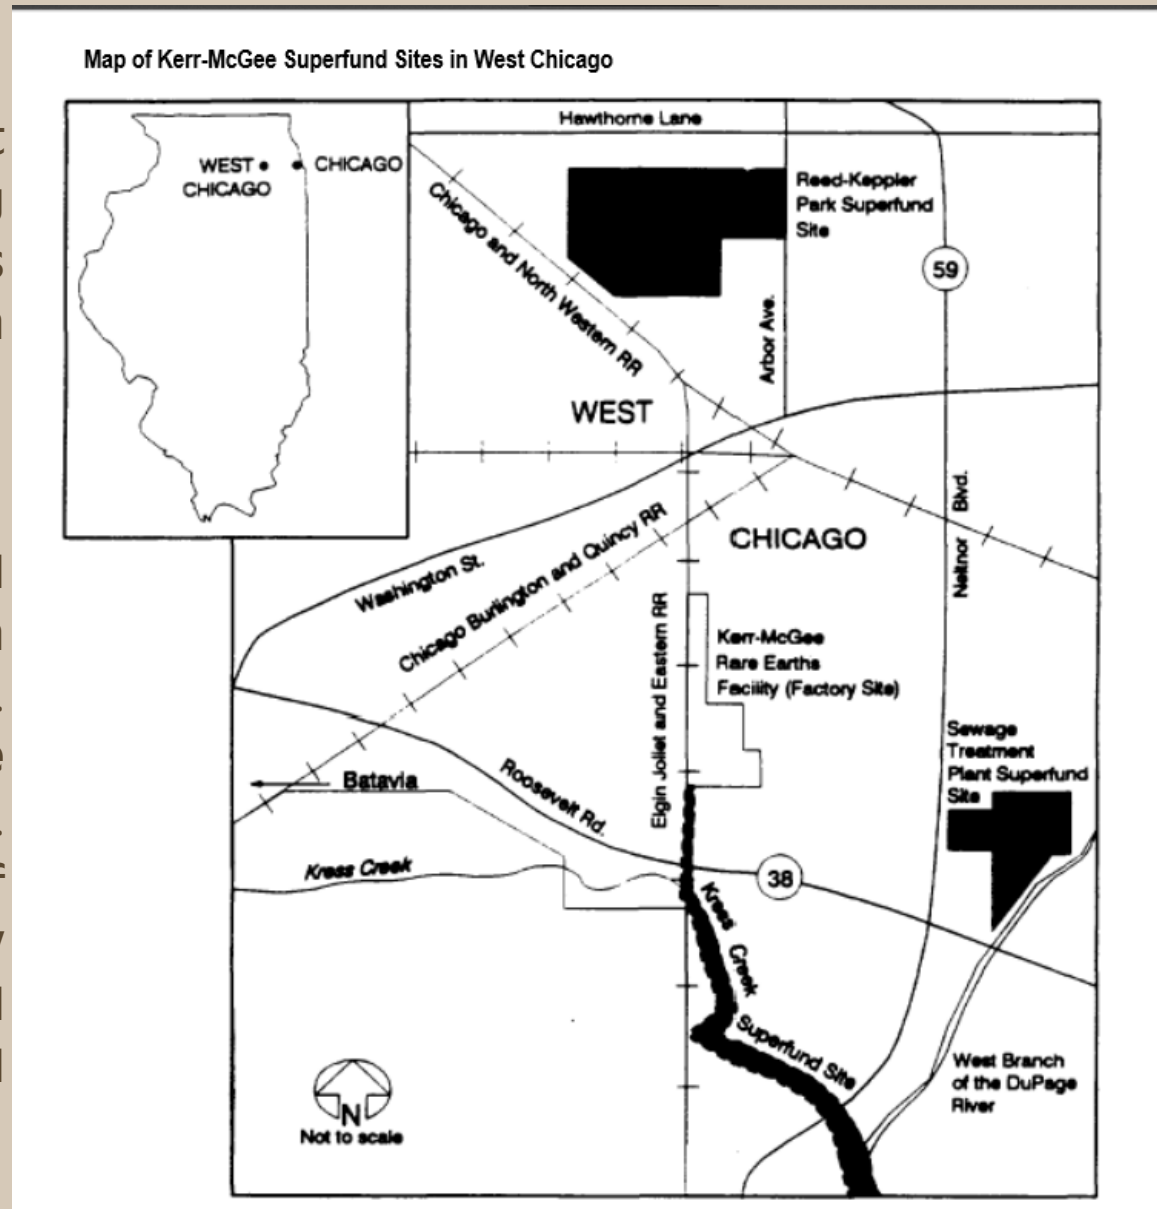 Map of Kerr-McGee Superfund Sites in West Chicago
Hawthorne Lane
WEST
CHICAGO
CHICAGO
Chicago and North Western RR
Reed-Keppler
Park Superfund
Site
59
Arbor Ave.
WEST
CHICAGO
Washington St.
Chicago Burlington and Quincy RR
Neltnor Blvd.
Elgin Joliet and Eastern RR
Kerr-McGee
Rare Earths
Facility (Factory Site)
Sewage
Treatment
Plant Superfund
Site
Batavia
Roosevelt Rd.
Kress Creek
38
Kress Creek
Superfund Site
West Branch
of the DuPage
River
N
Not to scale